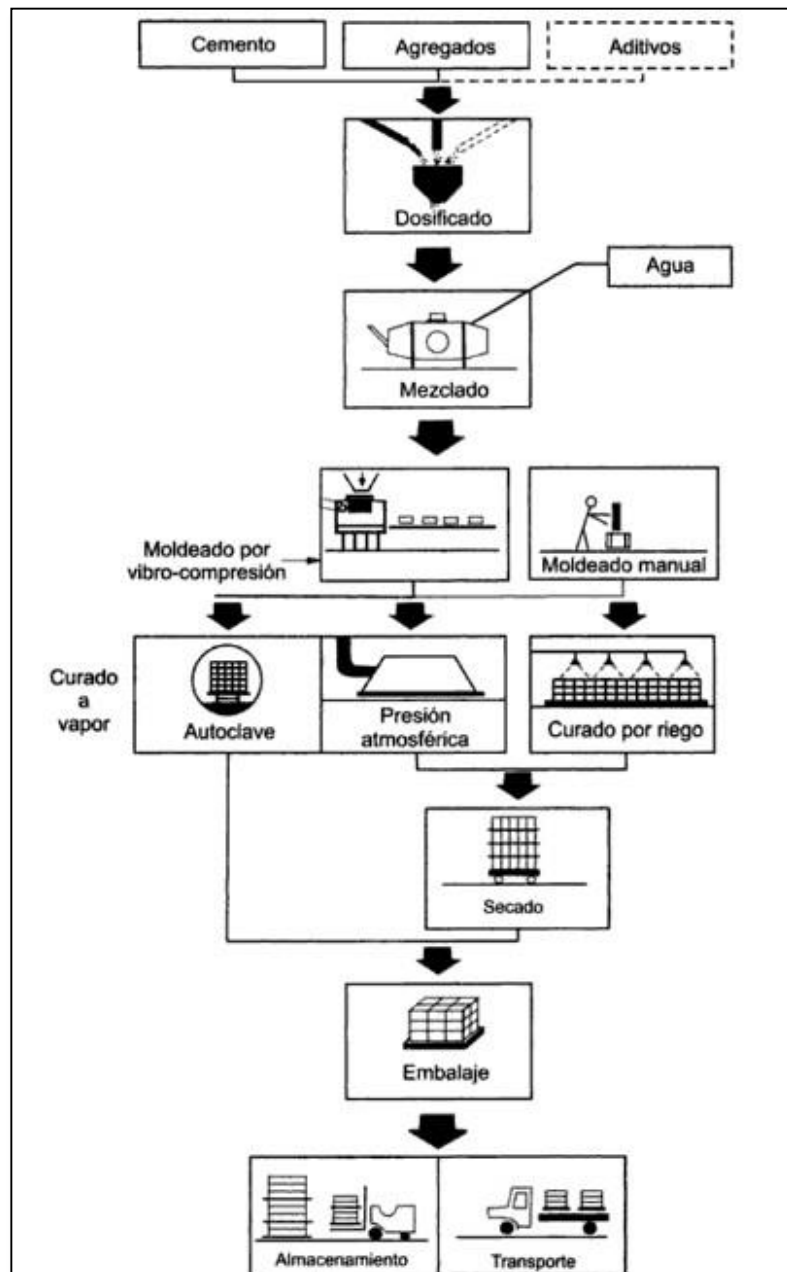 Cemento
Agregados
Aditivos
Dosificado
Agua
Mezclado
Moldeado por
vibro-compresión
Moldeado manual
Curado
a
vapor
Autoclave
Presión
atmosférica
Curado por riego
Secado
Embalaje
Almacenamiento
Transporte